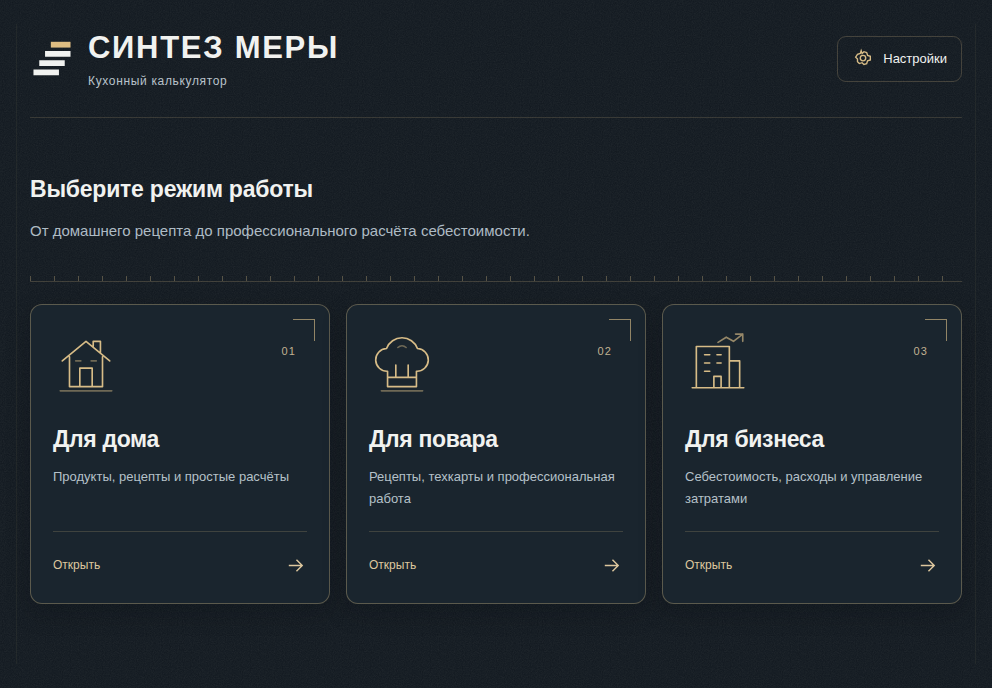 СИНТЕЗ МЕРЫ
Кухонный калькулятор
Настройки
Выберите режим работы
От домашнего рецепта до профессионального расчёта себестоимости.
01
Для дома
Продукты, рецепты и простые расчёты
Открыть
02
Для повара
Рецепты, техкарты и профессиональная
работа
Открыть
03
Для бизнеса
Себестоимость, расходы и управление
затратами
Открыть